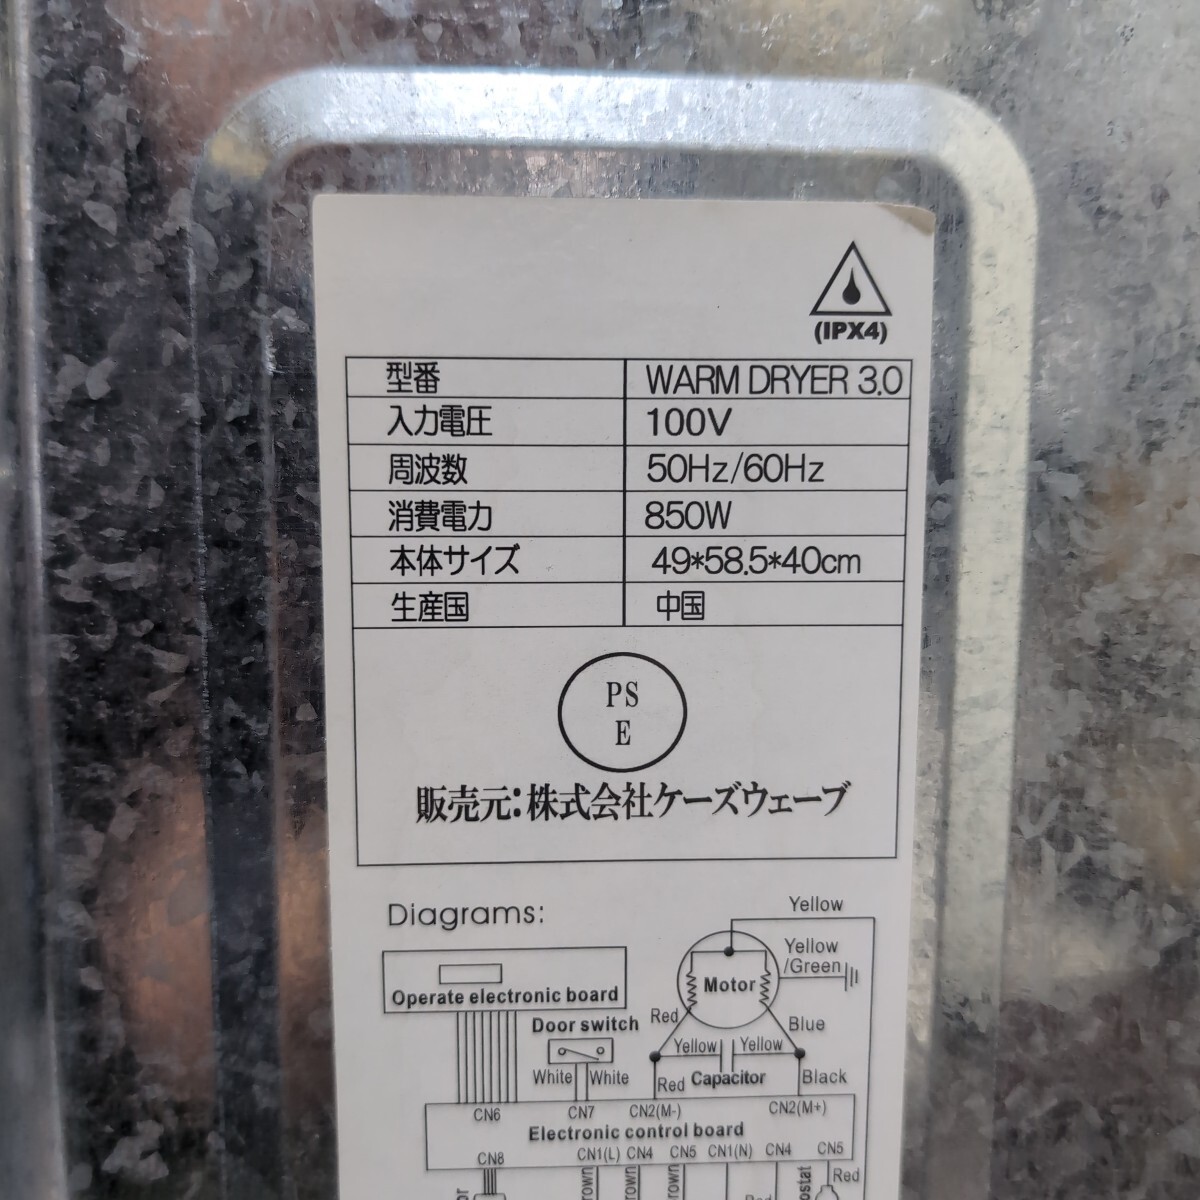 (IPX4)
型番 WARM DRYER 3.0
入力電圧 100V
周波数 50Hz/60Hz
消費電力 850W
本体サイズ 49*58.5*40cm
生産国 中国
PS
E
販売元:株式会社ケーズウェーブ
Diagrams:
Yellow
Yellow
/Green
Motor
Operate electronic board
Red
Blue
Door switch
Yellow Yellow
White White
Red Capacitor Black
CN6 CN7 CN2(M-) CN2(M+)
Electronic control board
CN8 CN1(L) CN4 CN5 CN1(N) CN4 CN5
Red